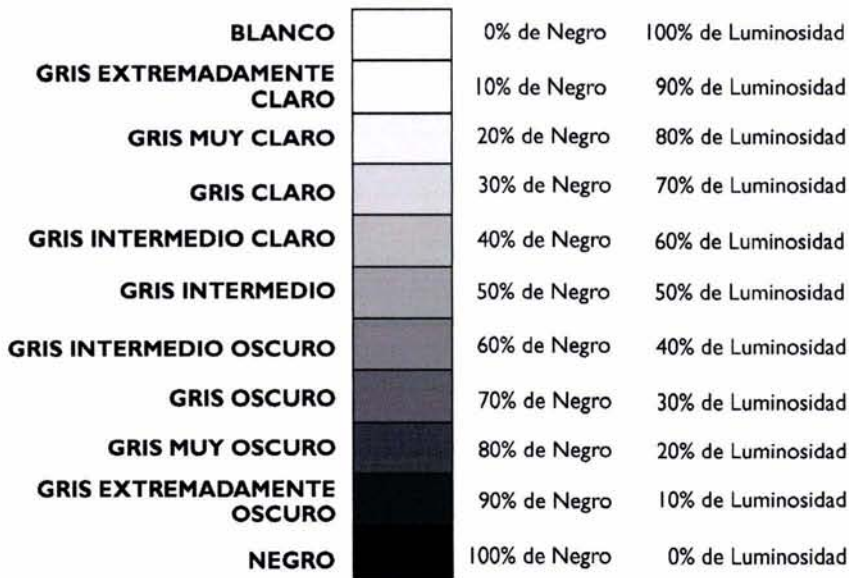 BLANCO 0% de Negro 100% de Luminosidad
GRIS EXTREMADAMENTE
CLARO 10% de Negro 90% de Luminosidad
GRIS MUY CLARO 20% de Negro 80% de Luminosidad
GRIS CLARO 30% de Negro 70% de Luminosidad
GRIS INTERMEDIO CLARO 40% de Negro 60% de Luminosidad
GRIS INTERMEDIO 50% de Negro 50% de Luminosidad
GRIS INTERMEDIO OSCURO 60% de Negro 40% de Luminosidad
GRIS OSCURO 70% de Negro 30% de Luminosidad
GRIS MUY OSCURO 80% de Negro 20% de Luminosidad
GRIS EXTREMADAMENTE
OSCURO 90% de Negro 10% de Luminosidad
NEGRO 100% de Negro 0% de Luminosidad